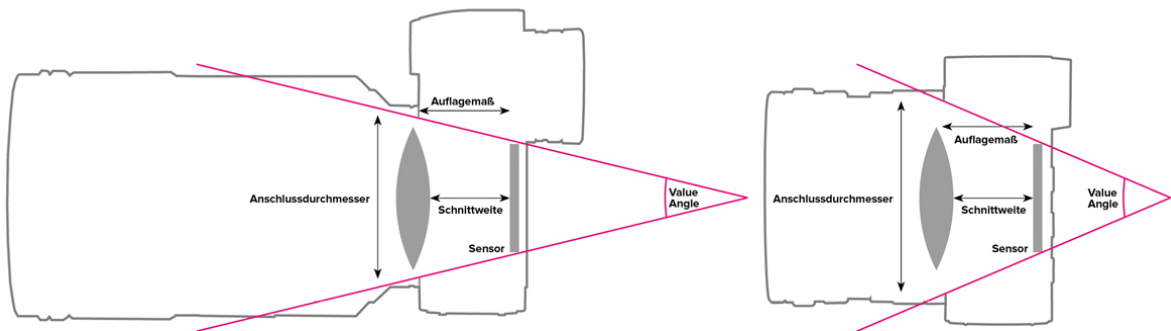 Auflagemaß
Anschlussdurchmesser
Schnittweite
Value
Angle
Sensor
Auflagemaß
Anschlussdurchmesser
Schnittweite
Value
Angle
Sensor